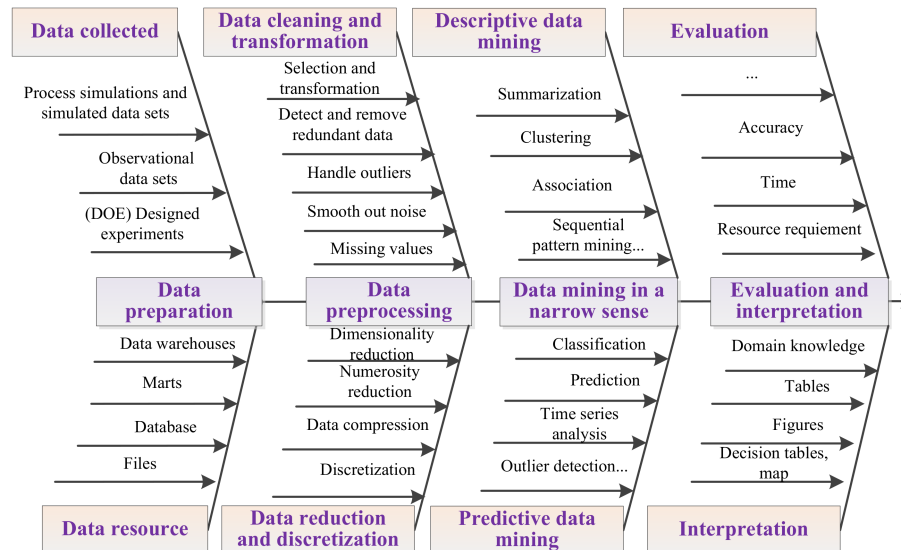 Data collected
Data cleaning and
transformation
Descriptive data
mining
Evaluation
Process simulations and
simulated data sets
Observational
data sets
(DOE) Designed
experiments
Selection and
transformation
Detect and remove
redundant data
Handle outliers
Smooth out noise
Missing values
Summarization
Clustering
Association
Sequential
pattern mining...
...
Accuracy
Time
Resource requiement
Data
preparation
Data
preprocessing
Data mining in a
narrow sense
Evaluation and
interpretation
Data warehouses
Marts
Database
Files
Dimensionality
reduction
Numerosity
reduction
Data compression
Discretization
Classification
Prediction
Time series
analysis
Outlier detection...
Domain knowledge
Tables
Figures
Decision tables,
map
Data resource
Data reduction
and discretization
Predictive data
mining
Interpretation